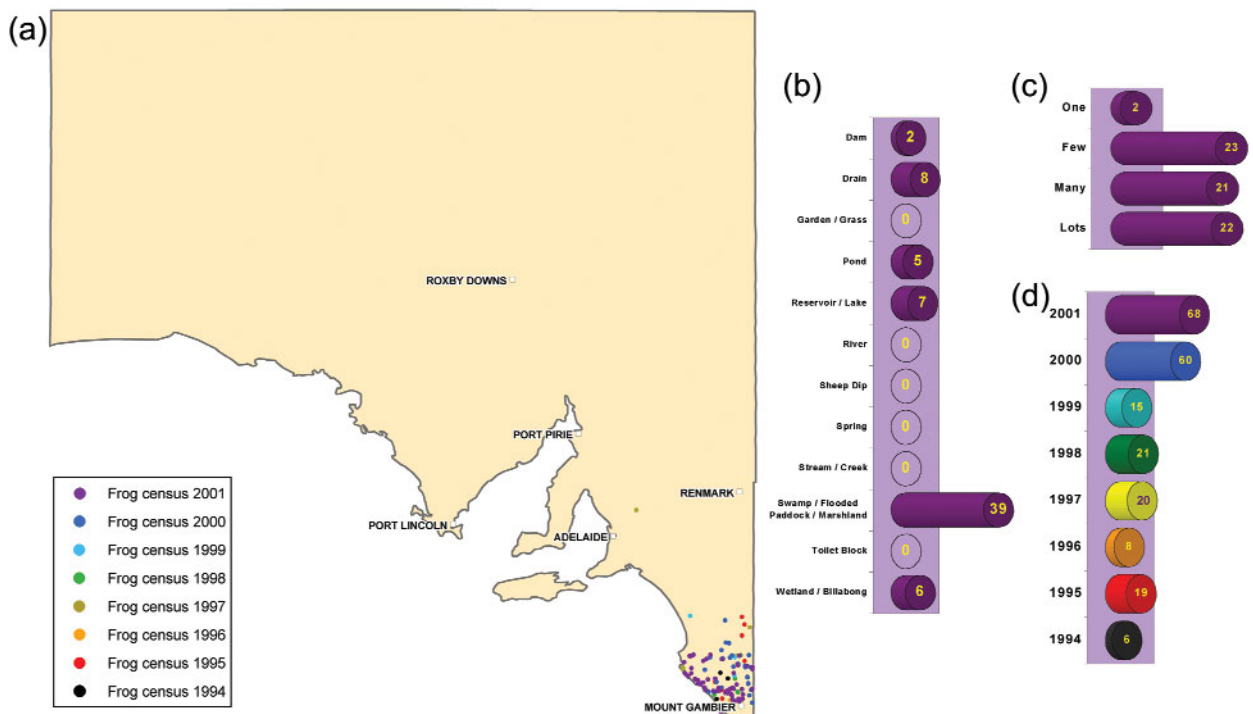 (a)
ROXBY DOWNS
PORT PIRIE
RENMARK
PORT LINCOLN
ADELAIDE
MOUNT GAMBIER
Frog census 2001
Frog census 2000
Frog census 1999
Frog census 1998
Frog census 1997
Frog census 1996
Frog census 1995
Frog census 1994
(b)
Dam 2
Drain 8
Garden / Grass 0
Pond 5
Reservoir / Lake 7
River 0
Sheep Dip 0
Spring 0
Stream / Creek 0
Swamp / Flooded
Paddock / Marshland 39
Toilet Block 0
Wetland / Billabong 6
(c)
One 2
Few 23
Many 21
Lots 22
(d)
2001 68
2000 60
1999 15
1998 21
1997 20
1996 8
1995 19
1994 6